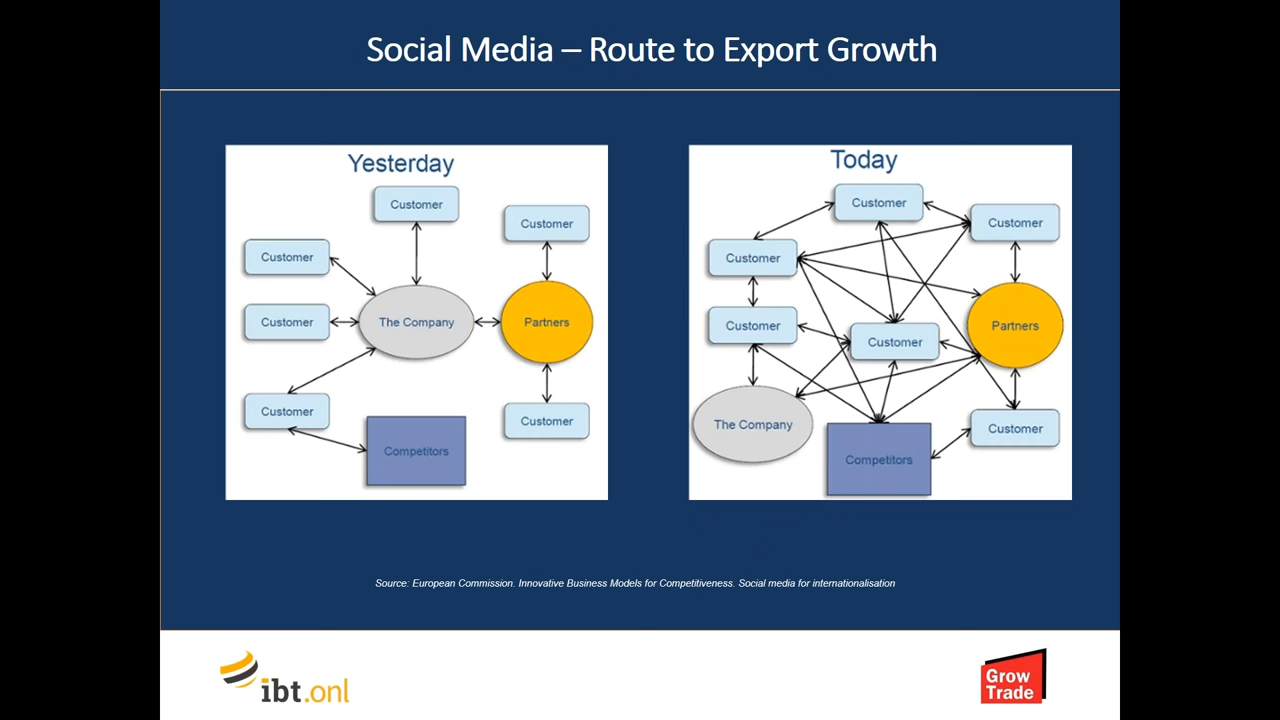 Social Media – Route to Export Growth
Yesterday
Customer
Customer
Customer
Customer
The Company
Partners
Customer
Customer
Competitors
Today
Customer
Customer
Customer
Customer
Customer
Partners
The Company
Customer
Competitors
Source: European Commission. Innovative Business Models for Competitiveness. Social media for internationalisation
ibt.onl
Grow
Trade